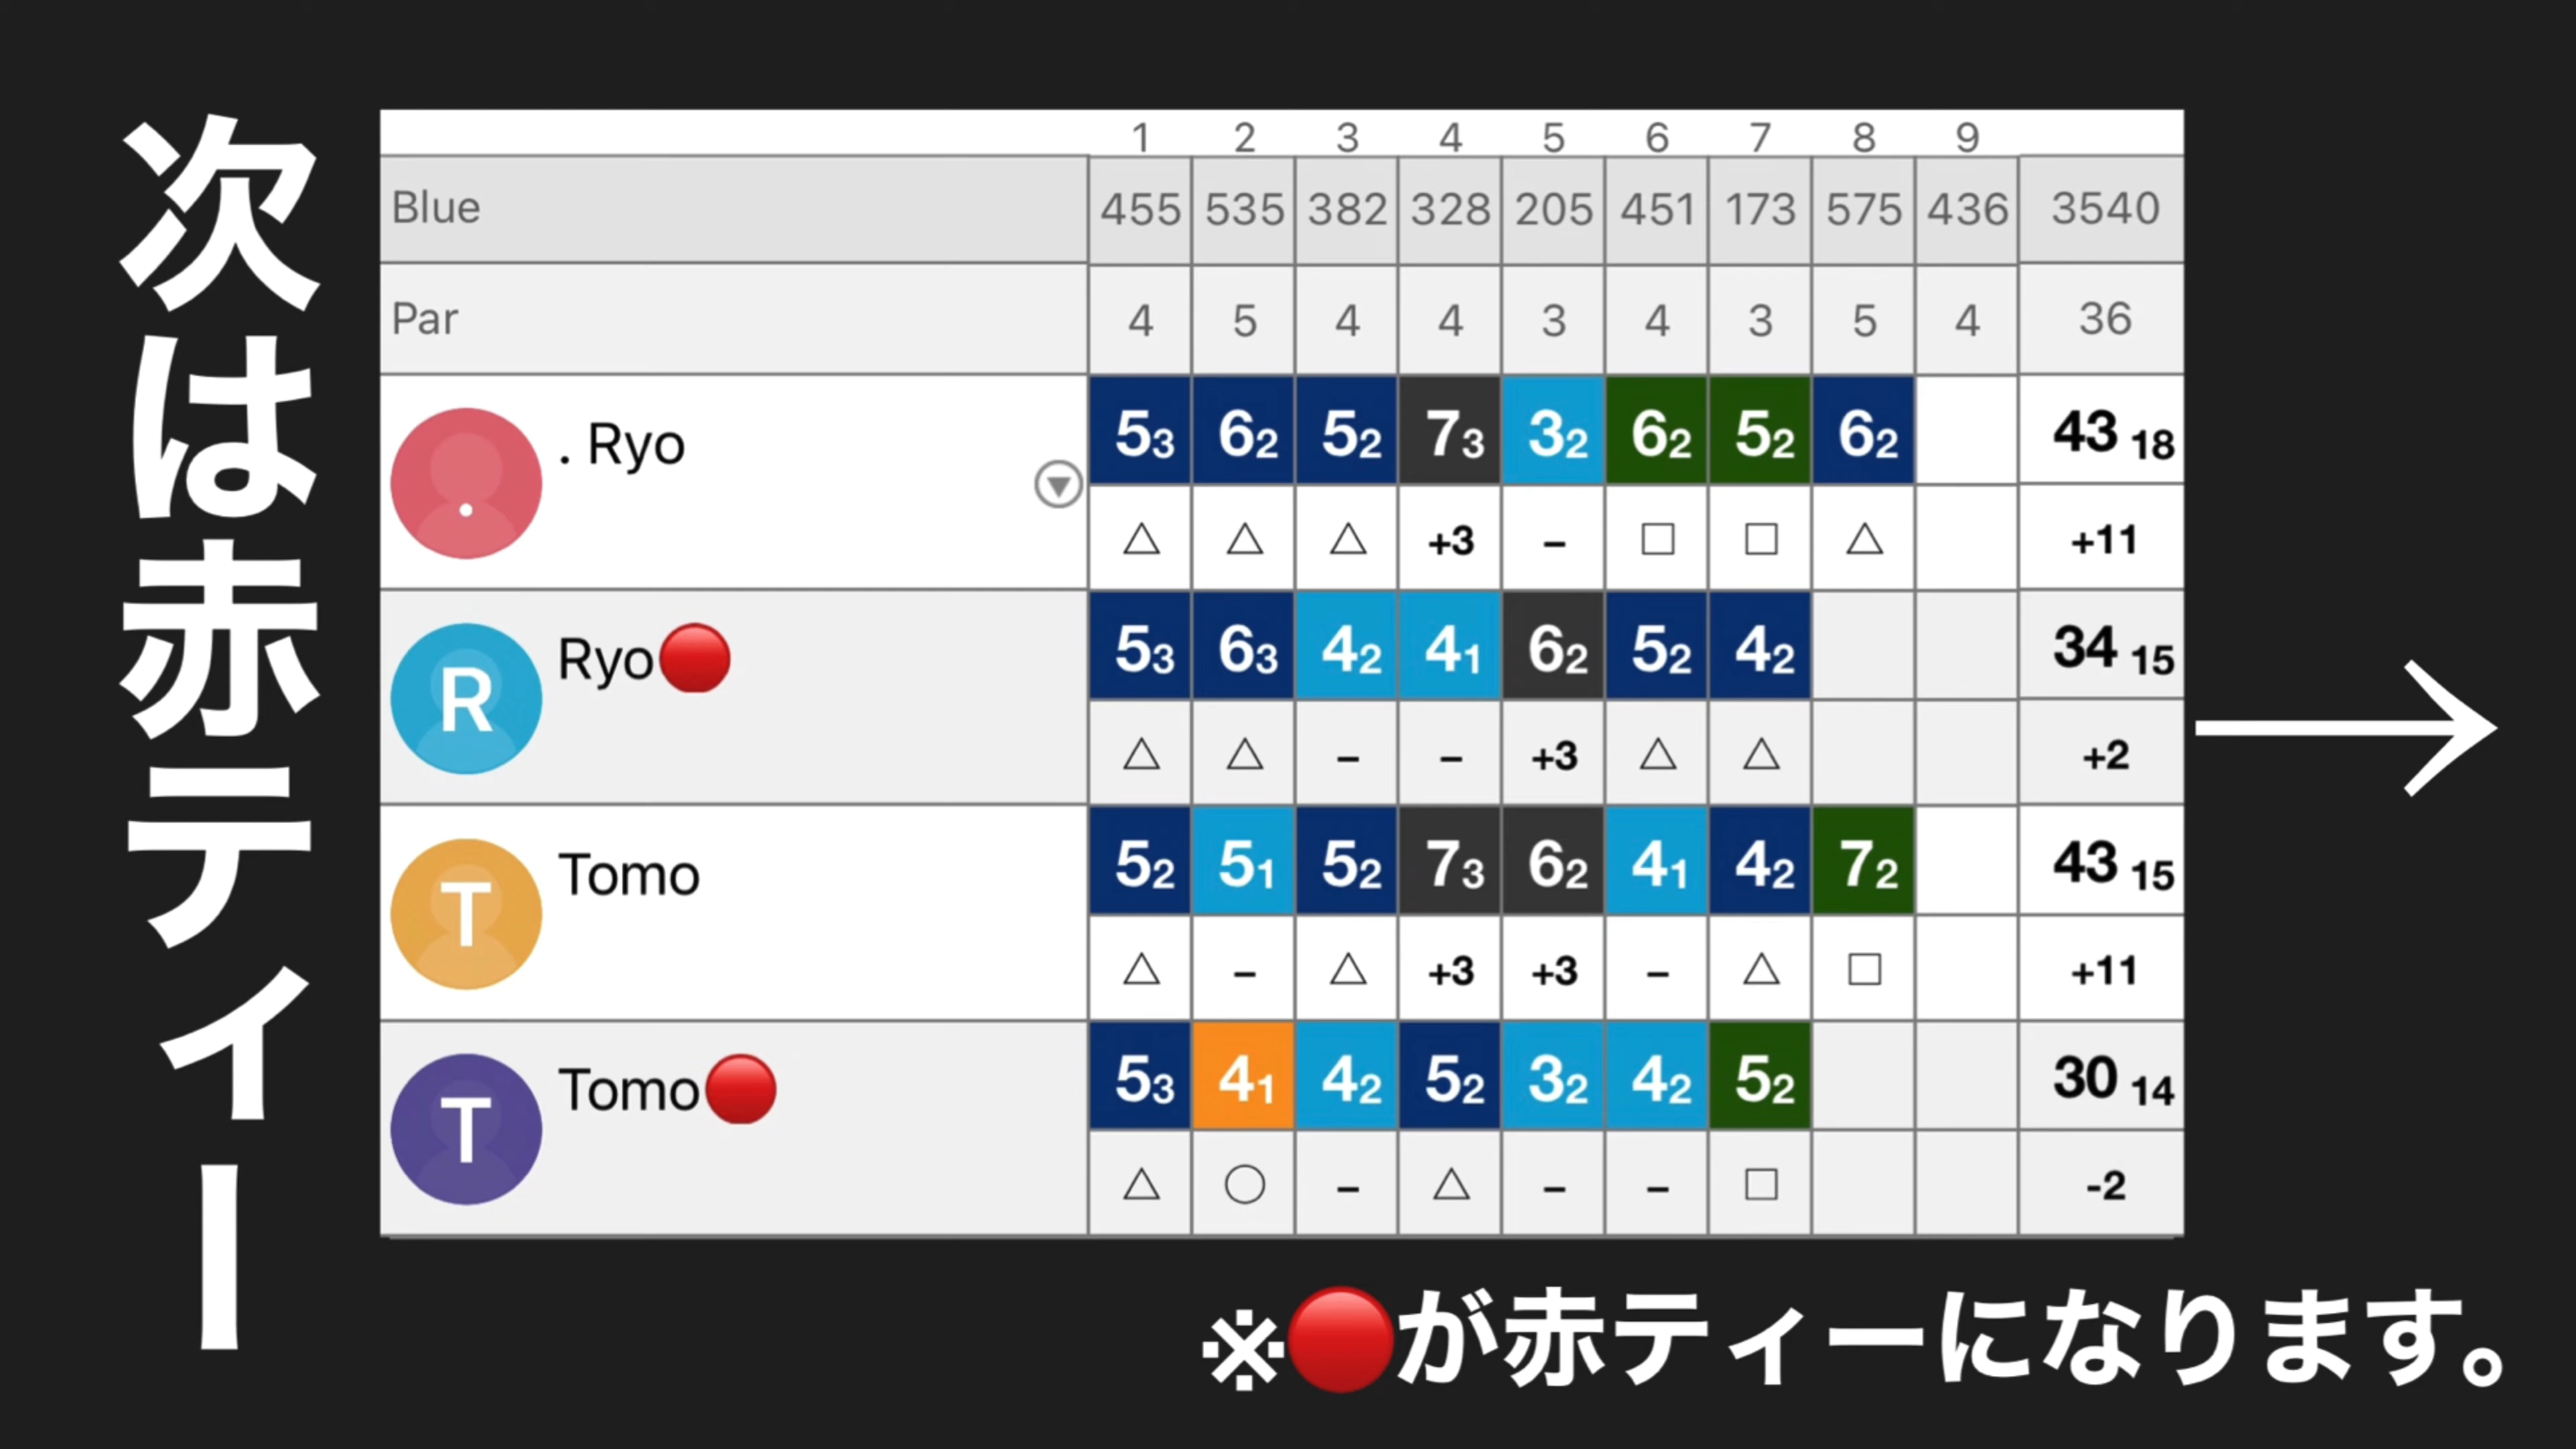 次は赤ティー
1 2 3 4 5 6 7 8 9
Blue 455 535 382 328 205 451 173 575 436 3540
Par 4 5 4 4 3 4 3 5 4 36
. Ryo 53 62 52 73 32 62 52 62 43 18
△ △ △ +3 − □ □ △ +11
R Ryo🔴 53 63 42 41 62 52 42 34 15
△ △ − − +3 △ △ +2
T Tomo 52 51 52 73 62 41 42 72 43 15
△ − △ +3 +3 − △ □ +11
T Tomo🔴 53 41 42 52 32 42 52 30 14
△ ○ − △ − − □ -2
※🔴が赤ティーになります。